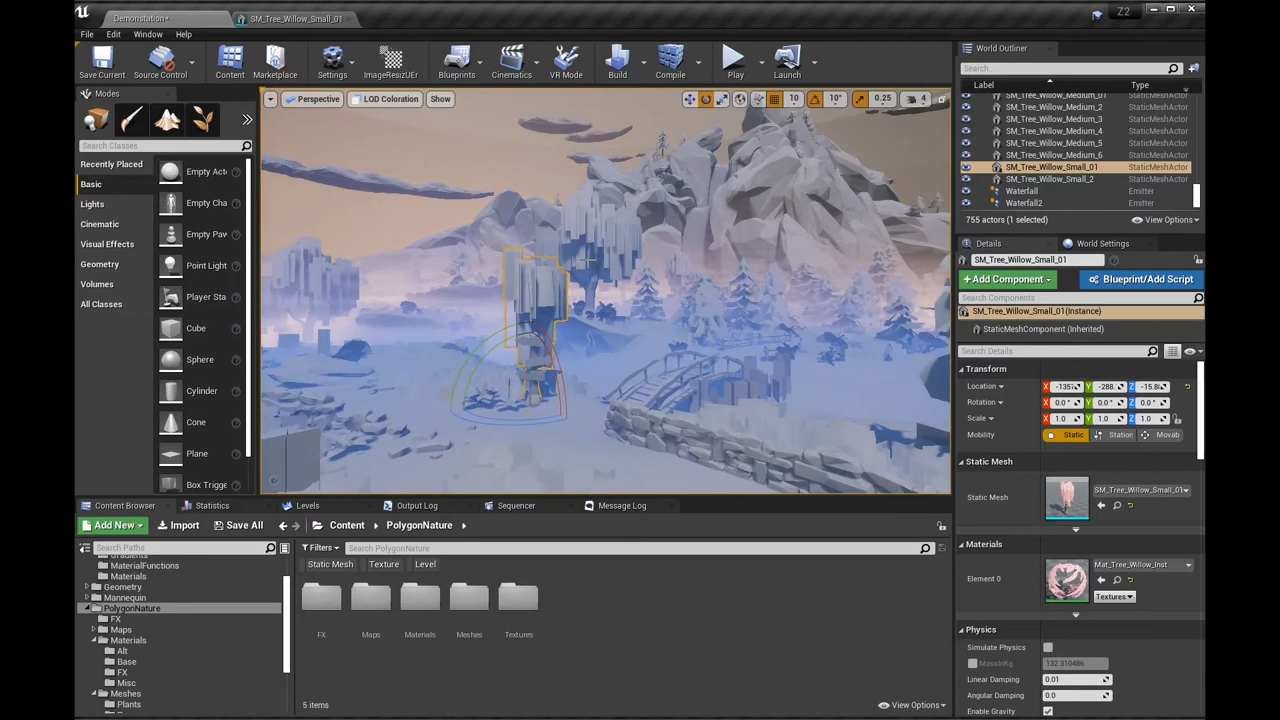 Demonstation*
SM_Tree_Willow_Small_01
Z2
File Edit Window Help
Save Current
Source Control
Content
Marketplace
Settings
ImageResizUEr
Blueprints
Cinematics
VR Mode
Build
Compile
Play
Launch
Modes
Search Classes
Recently Placed
Basic
Lights
Cinematic
Visual Effects
Geometry
Volumes
All Classes
Empty Acto
Empty Cha
Empty Paw
Point Light
Player Sta
Cube
Sphere
Cylinder
Cone
Plane
Box Trigge
Perspective
LOD Coloration
Show
10
10°
0.25
4
World Outliner
Search...
Label
Type
SM_Tree_Willow_Medium_01 StaticMeshActor
SM_Tree_Willow_Medium_2 StaticMeshActor
SM_Tree_Willow_Medium_3 StaticMeshActor
SM_Tree_Willow_Medium_4 StaticMeshActor
SM_Tree_Willow_Medium_5 StaticMeshActor
SM_Tree_Willow_Medium_6 StaticMeshActor
SM_Tree_Willow_Small_01 StaticMeshActor
SM_Tree_Willow_Small_2 StaticMeshActor
Waterfall Emitter
Waterfall2 Emitter
755 actors (1 selected)
View Options
Details
World Settings
SM_Tree_Willow_Small_01
+Add Component
Blueprint/Add Script
Search Components
SM_Tree_Willow_Small_01(Instance)
StaticMeshComponent (Inherited)
Search Details
Transform
Location X -1357 Y -288. Z -15.8
Rotation X 0.0° Y 0.0° Z 0.0°
Scale X 1.0 Y 1.0 Z 1.0
Mobility Static Station Movab
Static Mesh
Static Mesh
SM_Tree_Willow_Small_01
Materials
Element 0
Mat_Tree_Willow_Inst
Textures
Physics
Simulate Physics
MassInKg 132.310486
Linear Damping 0.01
Angular Damping 0.0
Enable Gravity
Content Browser
Statistics
Levels
Output Log
Sequencer
Message Log
Add New
Import
Save All
Content
PolygonNature
Search Paths
Gradients
MaterialFunctions
Materials
Geometry
Mannequin
PolygonNature
FX
Maps
Materials
Alt
Base
FX
Misc
Meshes
Plants
Filters
Search PolygonNature
Static Mesh
Texture
Level
FX
Maps
Materials
Meshes
Textures
5 items
View Options